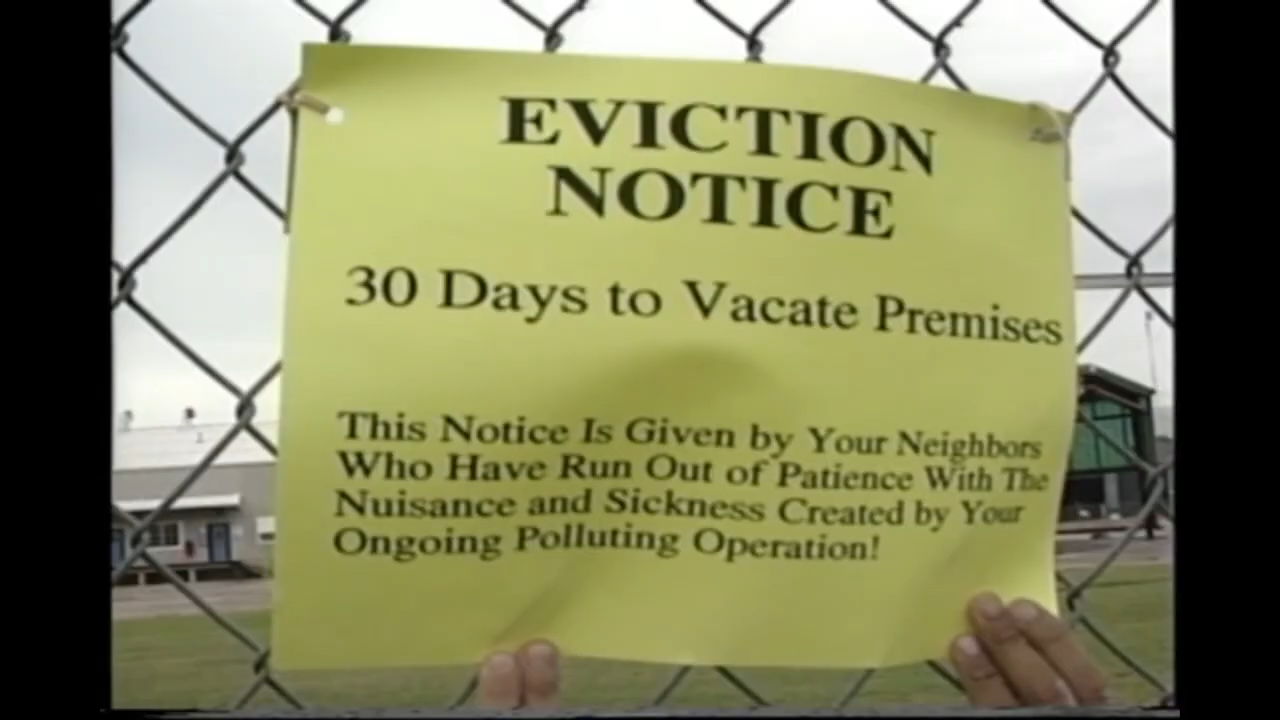 EVICTION
NOTICE
30 Days to Vacate Premises
This Notice Is Given by Your Neighbors
Who Have Run Out of Patience With The
Nuisance and Sickness Created by Your
Ongoing Polluting Operation!